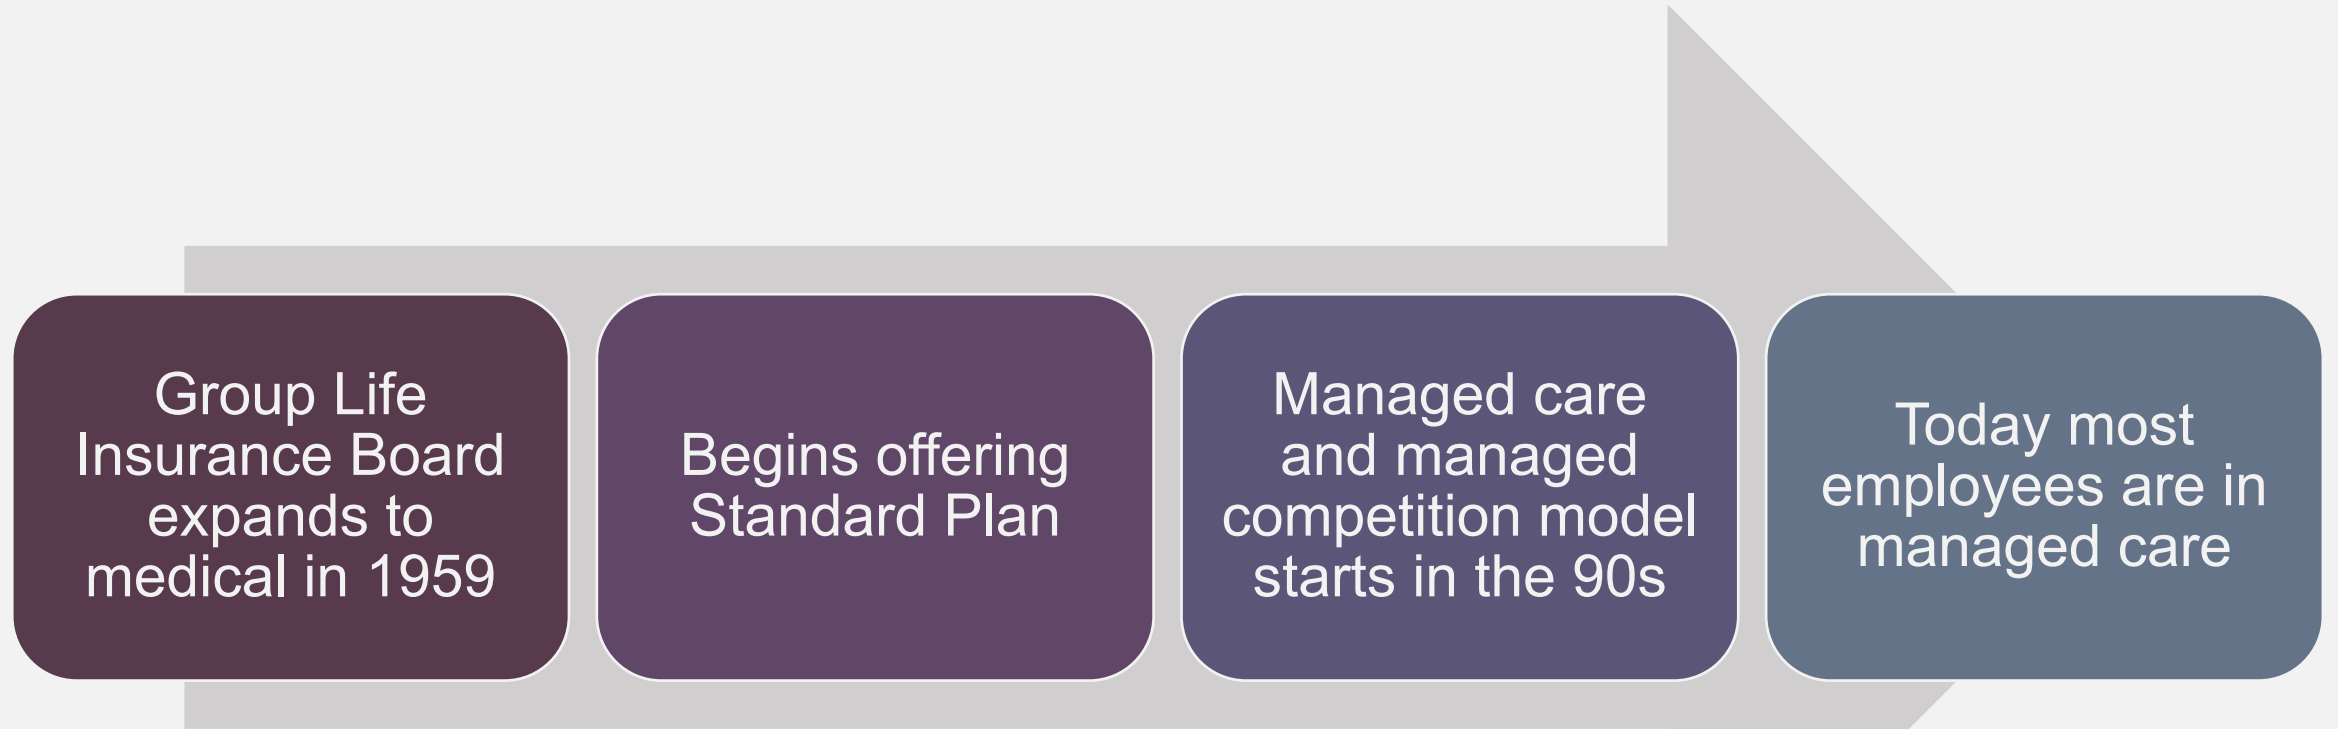 Group Life
Insurance Board
expands to
medical in 1959
Begins offering
Standard Plan
Managed care
and managed
competition model
starts in the 90s
Today most
employees are in
managed care